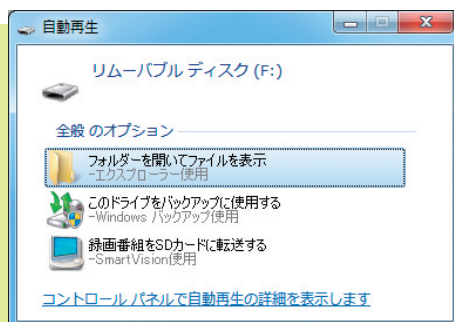 自動再生
リムーバブル ディスク (F:)
全般 のオプション
フォルダーを開いてファイルを表示
-エクスプローラー使用
このドライブをバックアップに使用する
-Windows バックアップ使用
録画番組をSDカードに転送する
-SmartVision使用
コントロール パネルで自動再生の詳細を表示します